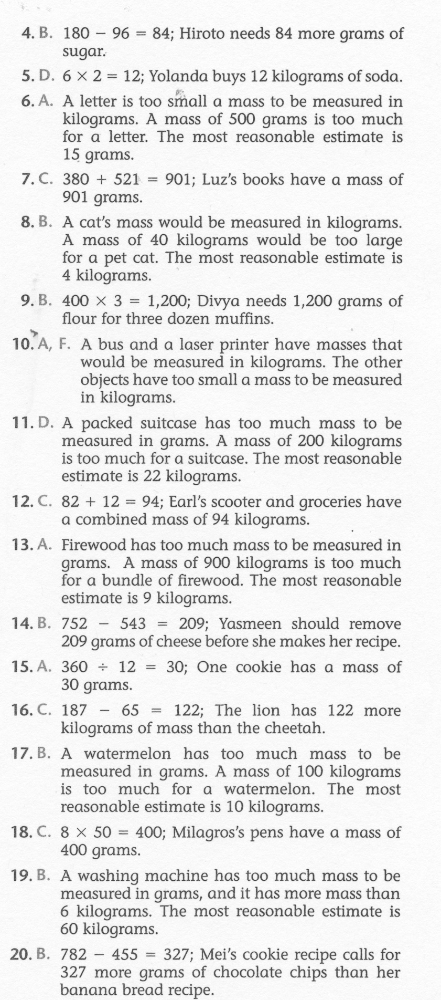 4. B. 180 − 96 = 84; Hiroto needs 84 more grams of
sugar.
5. D. 6 × 2 = 12; Yolanda buys 12 kilograms of soda.
6. A. A letter is too small a mass to be measured in
kilograms. A mass of 500 grams is too much
for a letter. The most reasonable estimate is
15 grams.
7. C. 380 + 521 = 901; Luz's books have a mass of
901 grams.
8. B. A cat's mass would be measured in kilograms.
A mass of 40 kilograms would be too large
for a pet cat. The most reasonable estimate is
4 kilograms.
9. B. 400 × 3 = 1,200; Divya needs 1,200 grams of
flour for three dozen muffins.
10. A, F. A bus and a laser printer have masses that
would be measured in kilograms. The other
objects have too small a mass to be measured
in kilograms.
11. D. A packed suitcase has too much mass to be
measured in grams. A mass of 200 kilograms
is too much for a suitcase. The most reasonable
estimate is 22 kilograms.
12. C. 82 + 12 = 94; Earl's scooter and groceries have
a combined mass of 94 kilograms.
13. A. Firewood has too much mass to be measured in
grams. A mass of 900 kilograms is too much
for a bundle of firewood. The most reasonable
estimate is 9 kilograms.
14. B. 752 − 543 = 209; Yasmeen should remove
209 grams of cheese before she makes her recipe.
15. A. 360 ÷ 12 = 30; One cookie has a mass of
30 grams.
16. C. 187 − 65 = 122; The lion has 122 more
kilograms of mass than the cheetah.
17. B. A watermelon has too much mass to be
measured in grams. A mass of 100 kilograms
is too much for a watermelon. The most
reasonable estimate is 10 kilograms.
18. C. 8 × 50 = 400; Milagros's pens have a mass of
400 grams.
19. B. A washing machine has too much mass to be
measured in grams, and it has more mass than
6 kilograms. The most reasonable estimate is
60 kilograms.
20. B. 782 − 455 = 327; Mei's cookie recipe calls for
327 more grams of chocolate chips than her
banana bread recipe.